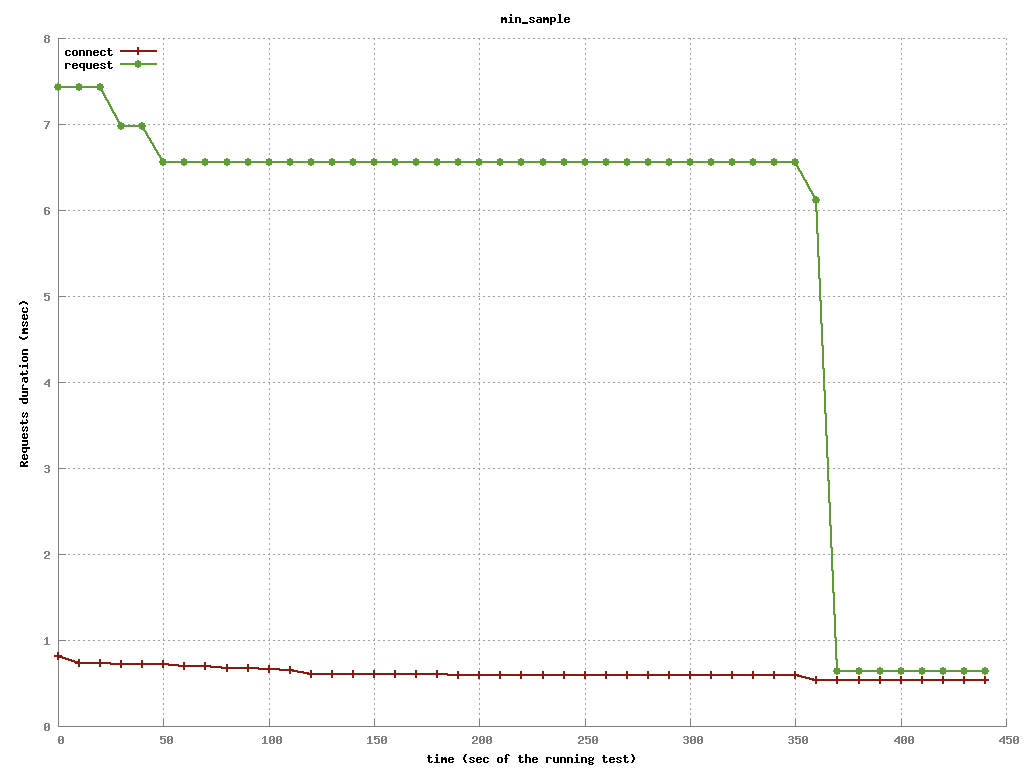 min_sample
8
connect
request
7
6
5
4
3
2
1
0
Requests duration (msec)
0 50 100 150 200 250 300 350 400 450
time (sec of the running test)